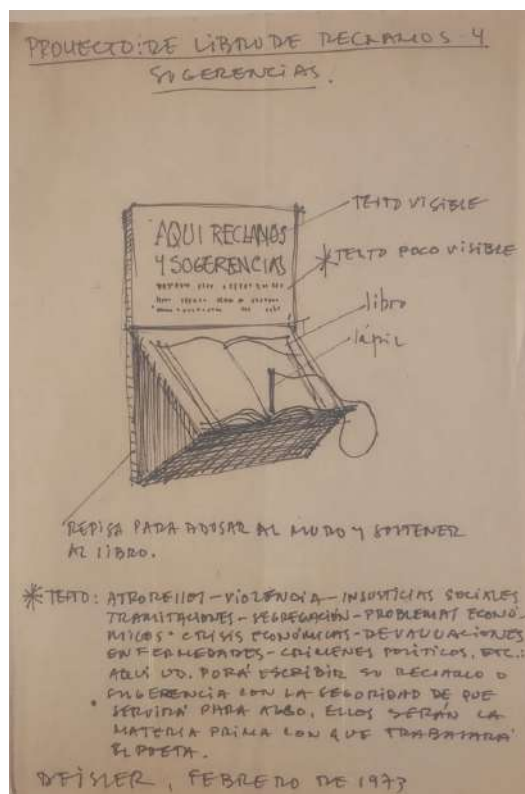 PROYECTO: DE LIBRO DE RECLAMOS Y
SUGERENCIAS.
TEXTO VISIBLE
AQUI RECLAMOS
Y SOGERENCIAS
* TEXTO POCO VISIBLE
libro
lápiz
REPISA PARA ADOSAR AL MURO Y SOSTENER
AL LIBRO.
* TEXTO: ATROPELLOS - VIOLENCIA - INJUSTICIAS SOCIALES
TRAMITACIONES - SEGREGACIÓN - PROBLEMAS ECONÓ-
MICOS - CRISIS ECONÓMICAS - DEVALUACIONES
ENFERMEDADES - CRIMENES POLÍTICOS, ETC.:
AQUI UD. PODRÁ ESCRIBIR SU RECLAMO O
SUGERENCIA CON LA SEGURIDAD DE QUE
SERVIRÁ PARA ALGO. ELLOS SERÁN LA
MATERIA PRIMA CON QUE TRABAJARÁ
EL POETA.
DEISLER, FEBRERO DE 1973